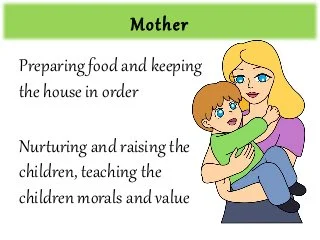 Mother
Preparing food and keeping
the house in order
Nurturing and raising the
children, teaching the
children morals and value